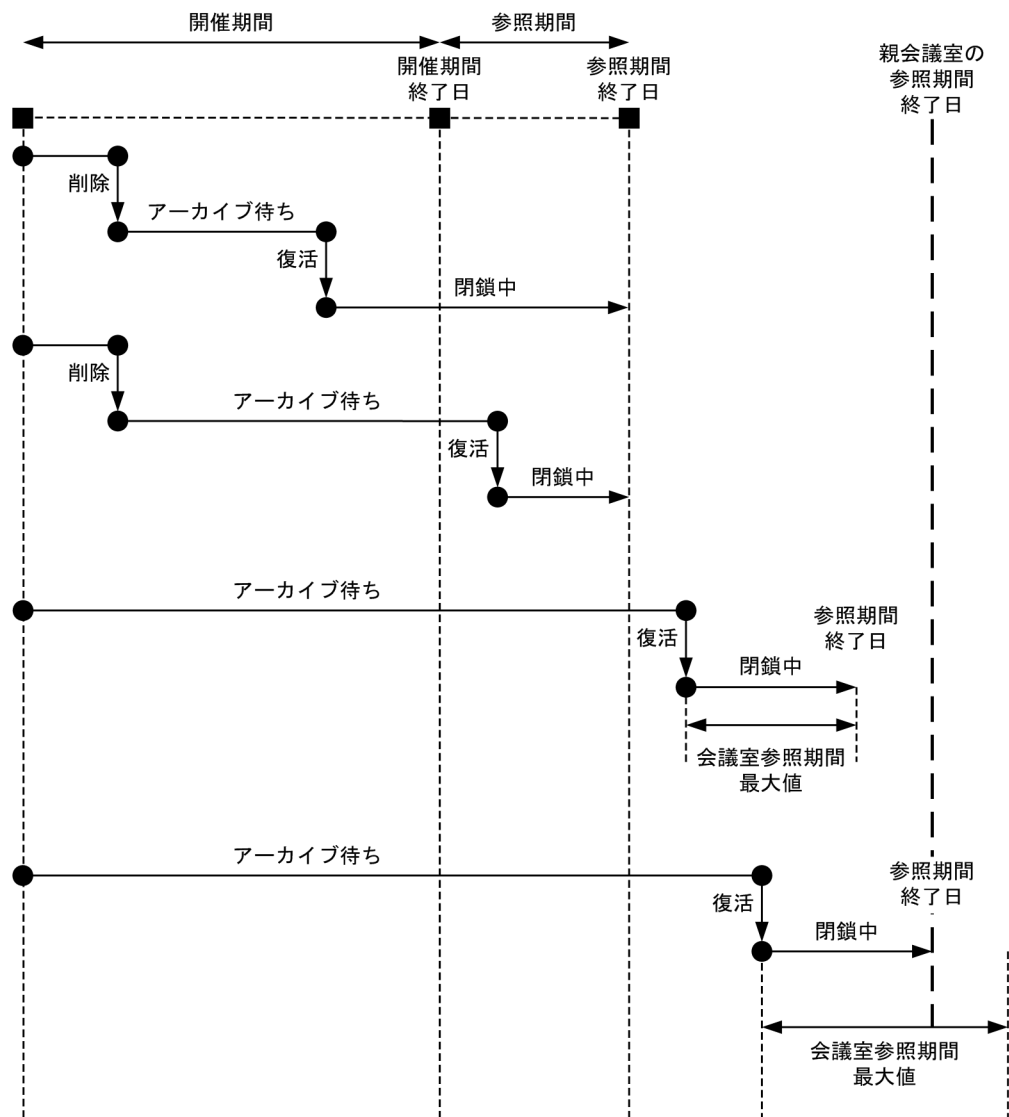 開催期間
参照期間
開催期間
終了日
参照期間
終了日
親会議室の
参照期間
終了日
削除
アーカイブ待ち
復活
閉鎖中
削除
アーカイブ待ち
復活
閉鎖中
アーカイブ待ち
参照期間
終了日
復活
閉鎖中
会議室参照期間
最大値
アーカイブ待ち
参照期間
終了日
復活
閉鎖中
会議室参照期間
最大値